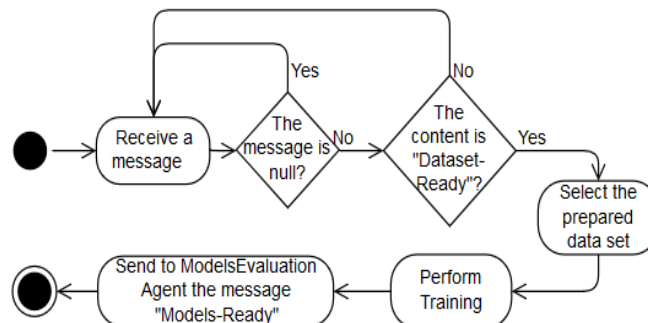 Yes
No
Receive a
message
The
message is
null?
No
The
content is
"Dataset-
Ready"?
Yes
Select the
prepared
data set
Perform
Training
Send to ModelsEvaluation
Agent the message
"Models-Ready"